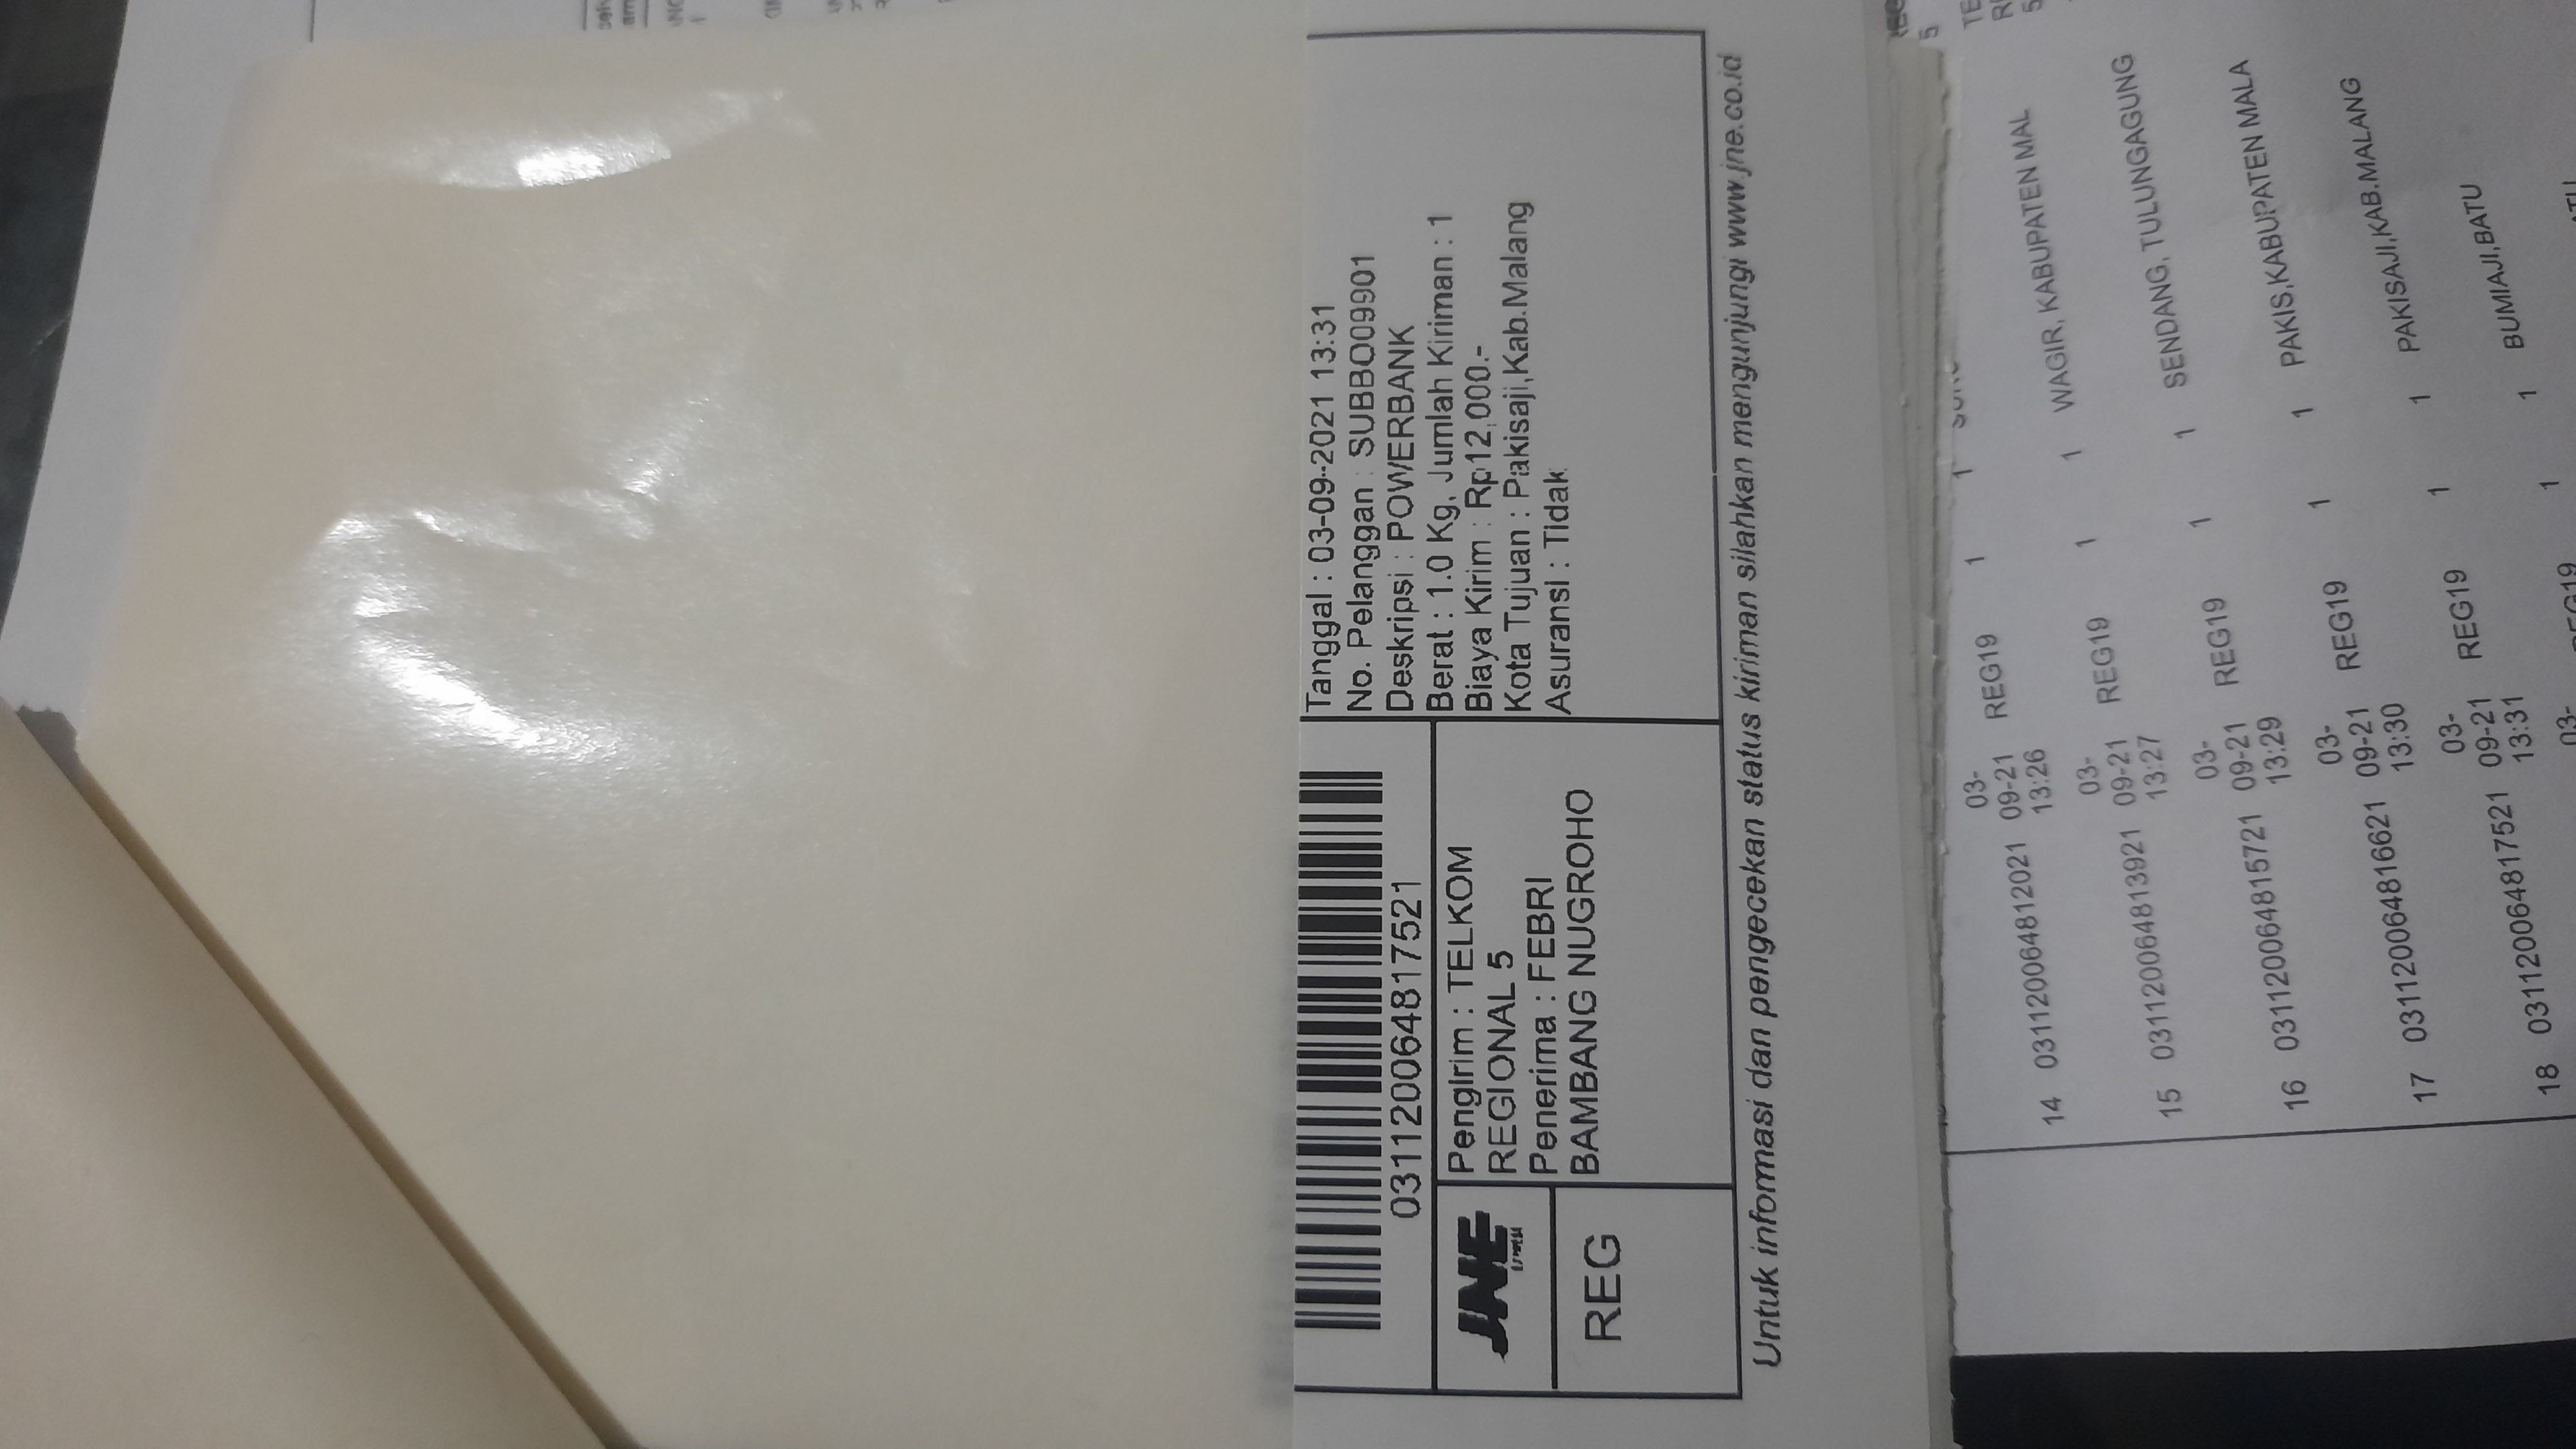 031120064817521
JNE
EXPRESS
REG
Pengirim : TELKOM
REGIONAL 5
Penerima : FEBRI
BAMBANG NUGROHO
Tanggal : 03-09-2021 13:31
No. Pelanggan : SUBBO09901
Deskripsi : POWERBANK
Berat : 1.0 Kg, Jumlah Kiriman : 1
Biaya Kirim : Rp12,000.-
Kota Tujuan : Pakisaji,Kab.Malang
Asuransi : Tidak
Untuk informasi dan pengecekan status kiriman silahkan mengunjungi www.jne.co.id
14 031120064812021 03-09-21 13:26 REG19 1 1
WAGIR, KABUPATEN MAL
15 031120064813921 03-09-21 13:27 REG19 1 1
SENDANG, TULUNGAGUNG
16 031120064815721 03-09-21 13:29 REG19 1 1
PAKIS,KABUPATEN MALA
17 031120064816621 03-09-21 13:30 REG19 1 1
PAKISAJI,KAB.MALANG
18 031120064817521 03-09-21 13:31 REG19 1 1
BUMIAJI,BATU
03-
REG19 1